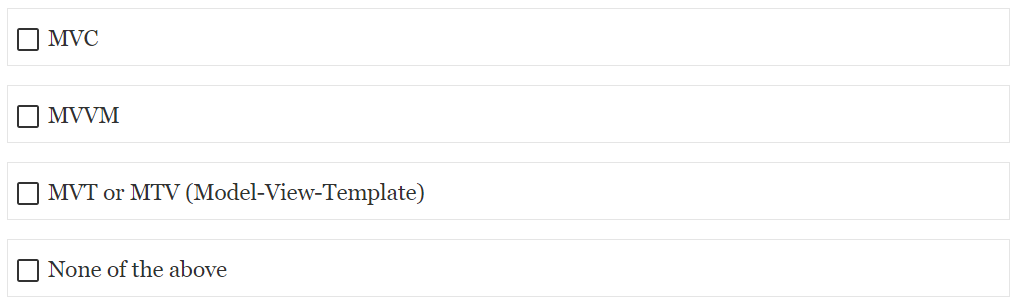 MVC
MVVM
MVT or MTV (Model-View-Template)
None of the above